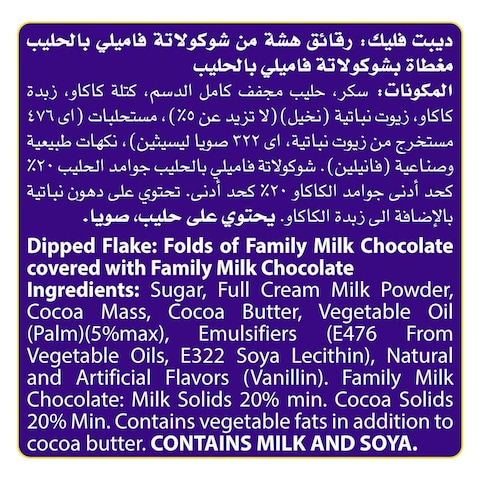 ديبت فليك: رقائق هشة من شوكولاتة فاميلي بالحليب
مغطاة بشوكولاتة فاميلي بالحليب
المكونات: سكر، حليب مجفف كامل الدسم، كتلة كاكاو، زبدة
كاكاو، زيوت نباتية (نخيل) (لا تزيد عن ٥٪)، مستحلبات (اى ٤٧٦
مستخرج من زيوت نباتية، اى ٣٢٢ صويا ليسيثين)، نكهات طبيعية
وصناعية (فانيلين). شوكولاتة فاميلي بالحليب جوامد الحليب ٢٠٪
كحد أدنى جوامد الكاكاو ٢٠٪ كحد أدنى. تحتوي على دهون نباتية
بالإضافة الى زبدة الكاكاو. يحتوي على حليب، صويا.
Dipped Flake: Folds of Family Milk Chocolate
covered with Family Milk Chocolate
Ingredients: Sugar, Full Cream Milk Powder,
Cocoa Mass, Cocoa Butter, Vegetable Oil
(Palm)(5%max), Emulsifiers (E476 From
Vegetable Oils, E322 Soya Lecithin), Natural
and Artificial Flavors (Vanillin). Family Milk
Chocolate: Milk Solids 20% min. Cocoa Solids
20% Min. Contains vegetable fats in addition to
cocoa butter. CONTAINS MILK AND SOYA.